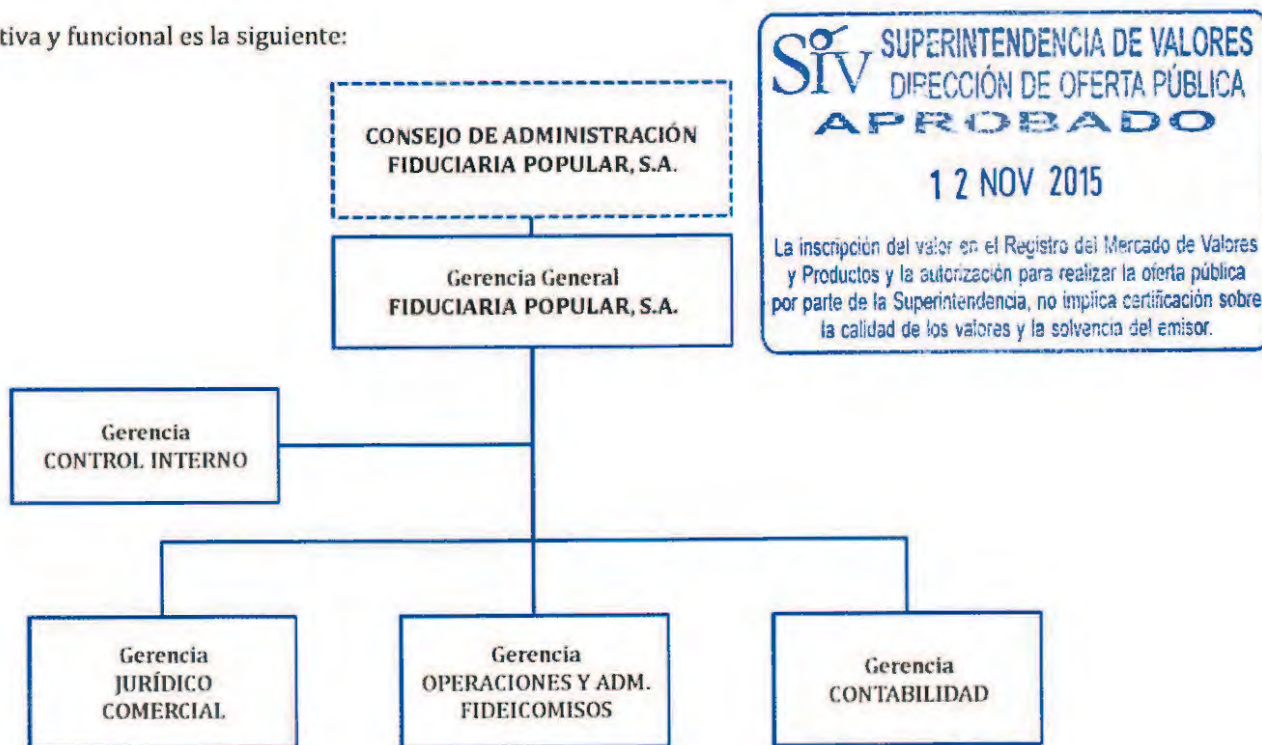 tiva y funcional es la siguiente:
SIV SUPERINTENDENCIA DE VALORES
DIRECCIÓN DE OFERTA PÚBLICA
APROBADO
12 NOV 2015
La inscripción del valor en el Registro del Mercado de Valores
y Productos y la autorización para realizar la oferta pública
por parte de la Superintendencia, no implica certificación sobre
la calidad de los valores y la solvencia del emisor.
CONSEJO DE ADMINISTRACIÓN
FIDUCIARIA POPULAR, S.A.
Gerencia General
FIDUCIARIA POPULAR, S.A.
Gerencia
CONTROL INTERNO
Gerencia
JURÍDICO
COMERCIAL
Gerencia
OPERACIONES Y ADM.
FIDEICOMISOS
Gerencia
CONTABILIDAD